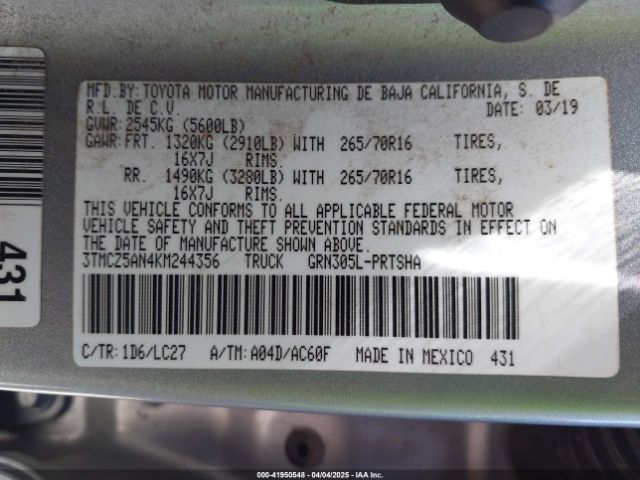 MFD.BY:TOYOTA MOTOR MANUFACTURING DE BAJA CALIFORNIA, S. DE
R.L. DE C.V. DATE: 03/19
GVWR:2545KG (5600LB)
GAWR:FRT. 1320KG (2910LB) WITH 265/70R16 TIRES,
16X7J RIMS.
RR. 1490KG (3280LB) WITH 265/70R16 TIRES,
16X7J RIMS.
THIS VEHICLE CONFORMS TO ALL APPLICABLE FEDERAL MOTOR
VEHICLE SAFETY AND THEFT PREVENTION STANDARDS IN EFFECT ON
THE DATE OF MANUFACTURE SHOWN ABOVE.
3TMCZ5AN4KM244356 TRUCK GRN305L-PRTSHA
C/TR:1D6/LC27 A/TM:A04D/AC60F MADE IN MEXICO 431
431
000-41950548 - 04/04/2025 - IAAI.COM